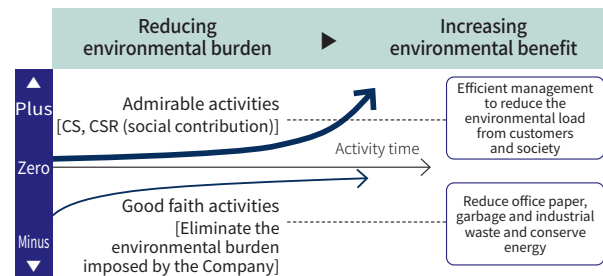 Reducing
environmental burden
▶
Increasing
environmental benefit
▲
Plus
Zero
Minus
▼
Admirable activities
[CS, CSR (social contribution)]
Activity time
Good faith activities
[Eliminate the
environmental burden
imposed by the Company]
Efficient management
to reduce the
environmental load
from customers
and society
Reduce office paper,
garbage and industrial
waste and conserve
energy